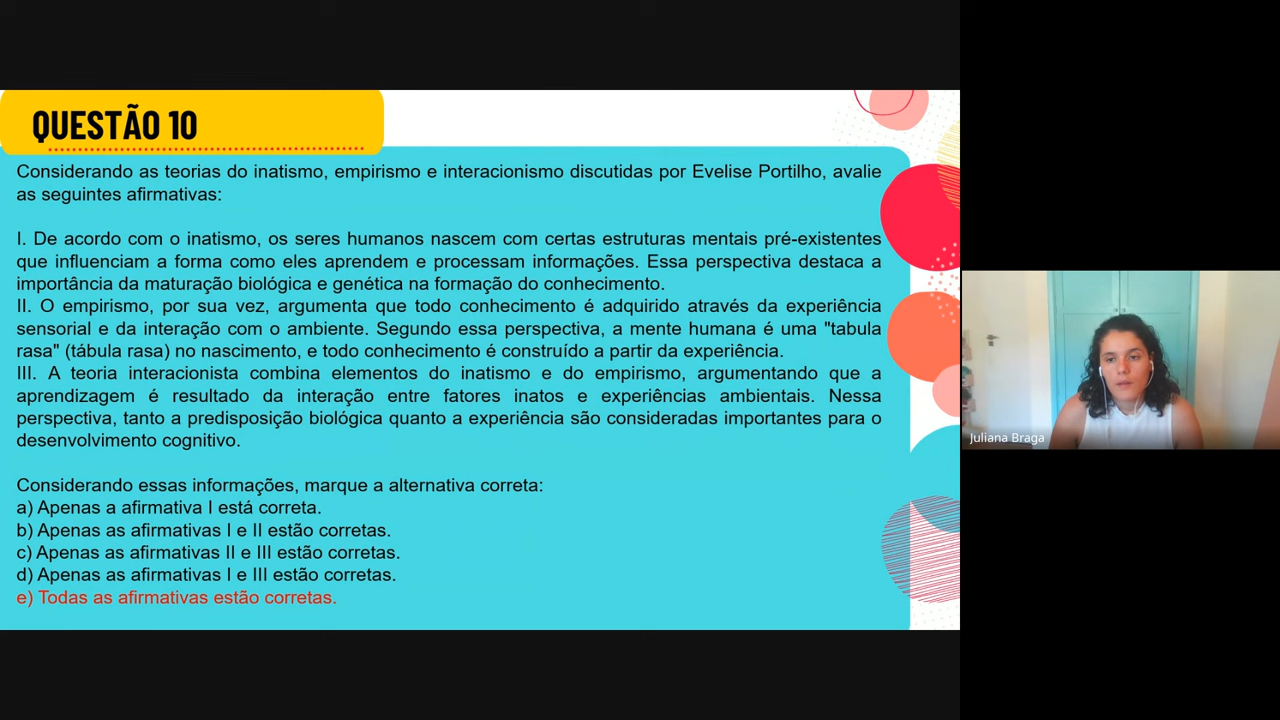 QUESTÃO 10
Considerando as teorias do inatismo, empirismo e interacionismo discutidas por Evelise Portilho, avalie
as seguintes afirmativas:
I. De acordo com o inatismo, os seres humanos nascem com certas estruturas mentais pré-existentes
que influenciam a forma como eles aprendem e processam informações. Essa perspectiva destaca a
importância da maturação biológica e genética na formação do conhecimento.
II. O empirismo, por sua vez, argumenta que todo conhecimento é adquirido através da experiência
sensorial e da interação com o ambiente. Segundo essa perspectiva, a mente humana é uma "tabula
rasa" (tábula rasa) no nascimento, e todo conhecimento é construído a partir da experiência.
III. A teoria interacionista combina elementos do inatismo e do empirismo, argumentando que a
aprendizagem é resultado da interação entre fatores inatos e experiências ambientais. Nessa
perspectiva, tanto a predisposição biológica quanto a experiência são consideradas importantes para o
desenvolvimento cognitivo.
Considerando essas informações, marque a alternativa correta:
a) Apenas a afirmativa I está correta.
b) Apenas as afirmativas I e II estão corretas.
c) Apenas as afirmativas II e III estão corretas.
d) Apenas as afirmativas I e III estão corretas.
e) Todas as afirmativas estão corretas.
Juliana Braga